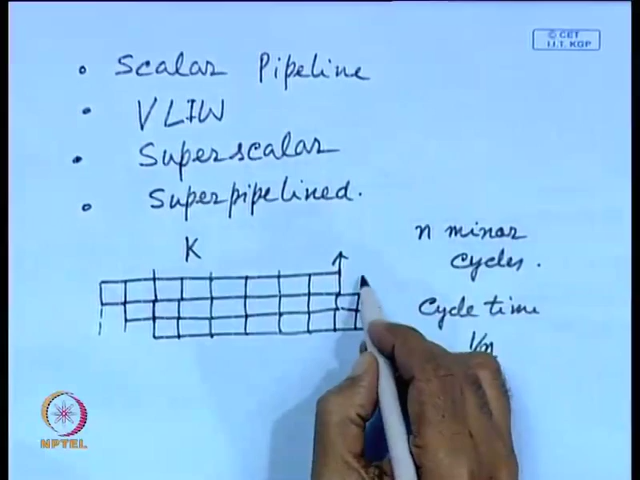 © CET
I.I.T. KGP
• Scalar Pipeline
• VLIW
• Superscalar
• Superpipelined.
K
n minor
cycles.
Cycle time
1/n
NPTEL